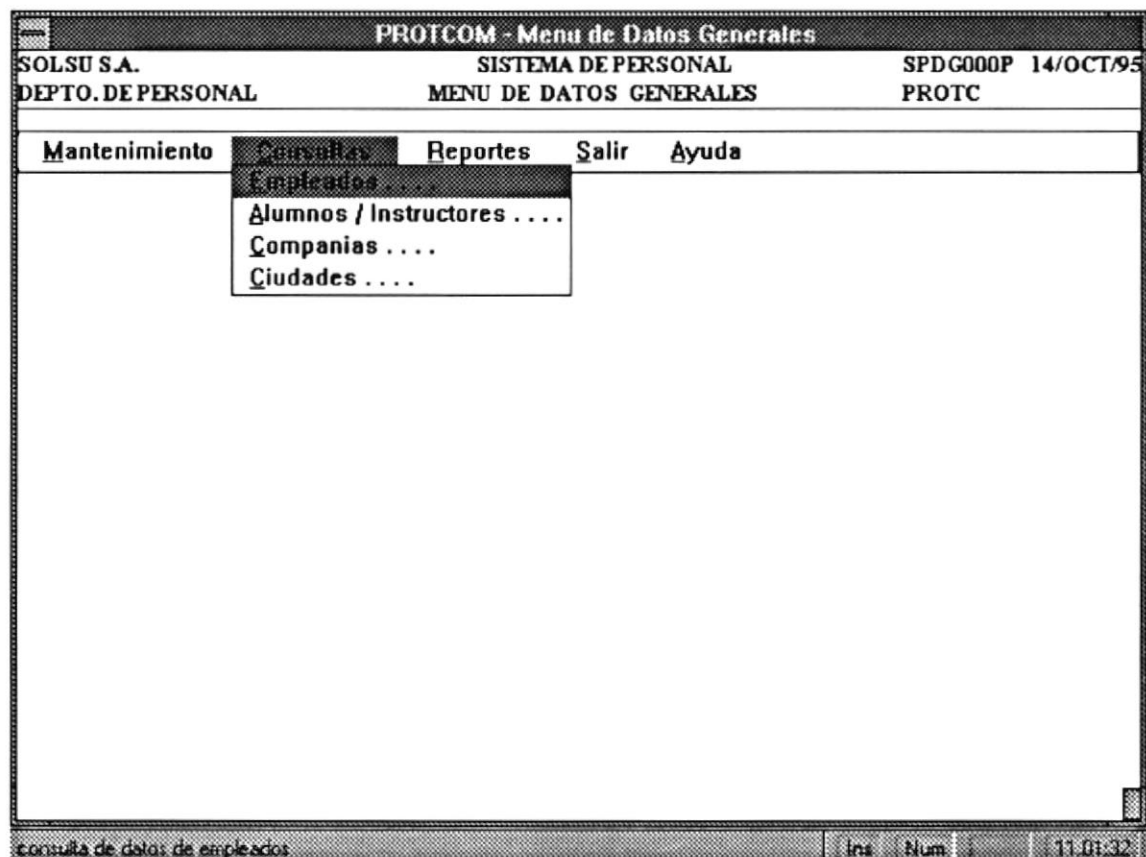 PROTCOM - Menu de Datos Generales
SOLSU S.A. SISTEMA DE PERSONAL SPDG000P 14/OCT/95
DEPTO. DE PERSONAL MENU DE DATOS GENERALES PROTC
Mantenimiento Consultas Reportes Salir Ayuda
Empleados . . . .
Alumnos / Instructores . . . .
Companias . . . .
Ciudades . . . .
consulta de datos de empleados Ins Num 11:01:32